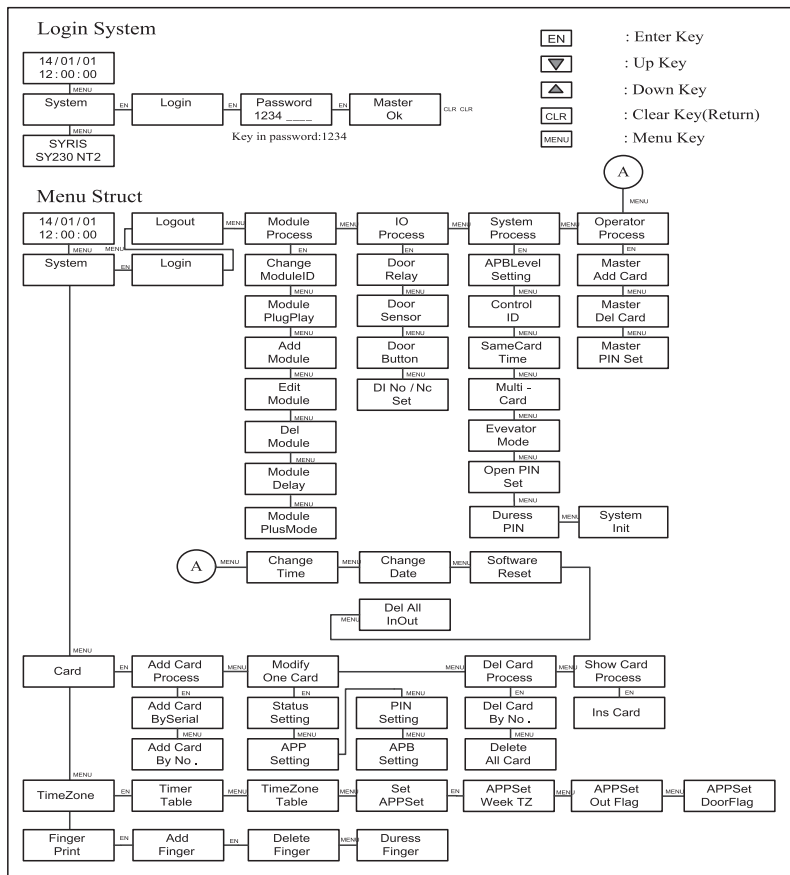 Login System
14/01/01
12:00:00
MENU
System
EN
Login
EN
Password
1234 ____
EN
Master
Ok
CLR CLR
Key in password:1234
MENU
SYRIS
SY230 NT2
EN : Enter Key
: Up Key
: Down Key
CLR : Clear Key(Return)
MENU : Menu Key
A
MENU
Menu Struct
14/01/01
12:00:00
MENU
System
EN
Login
MENU
Logout
MENU
Module
Process
MENU
IO
Process
MENU
System
Process
MENU
Operator
Process
EN
Change
ModuleID
MENU
Module
PlugPlay
MENU
Add
Module
MENU
Edit
Module
MENU
Del
Module
MENU
Module
Delay
MENU
Module
PlusMode
EN
Door
Relay
MENU
Door
Sensor
MENU
Door
Button
MENU
DI No / Nc
Set
EN
APBLevel
Setting
MENU
Control
ID
MENU
SameCard
Time
MENU
Multi -
Card
MENU
Evevator
Mode
MENU
Open PIN
Set
MENU
Duress
PIN
MENU
System
Init
EN
Master
Add Card
MENU
Master
Del Card
MENU
Master
PIN Set
A
MENU
Change
Time
MENU
Change
Date
MENU
Software
Reset
MENU
Del All
InOut
MENU
Card
EN
Add Card
Process
MENU
Modify
One Card
MENU
Del Card
Process
MENU
Show Card
Process
EN
Add Card
BySerial
MENU
Add Card
By No .
EN
Status
Setting
MENU
APP
Setting
MENU
PIN
Setting
MENU
APB
Setting
EN
Del Card
By No .
MENU
Delete
All Card
EN
Ins Card
MENU
TimeZone
EN
Timer
Table
MENU
TimeZone
Table
MENU
Set
APPSet
EN
APPSet
Week TZ
MENU
APPSet
Out Flag
MENU
APPSet
DoorFlag
MENU
Finger
Print
EN
Add
Finger
EN
Delete
Finger
MENU
Duress
Finger